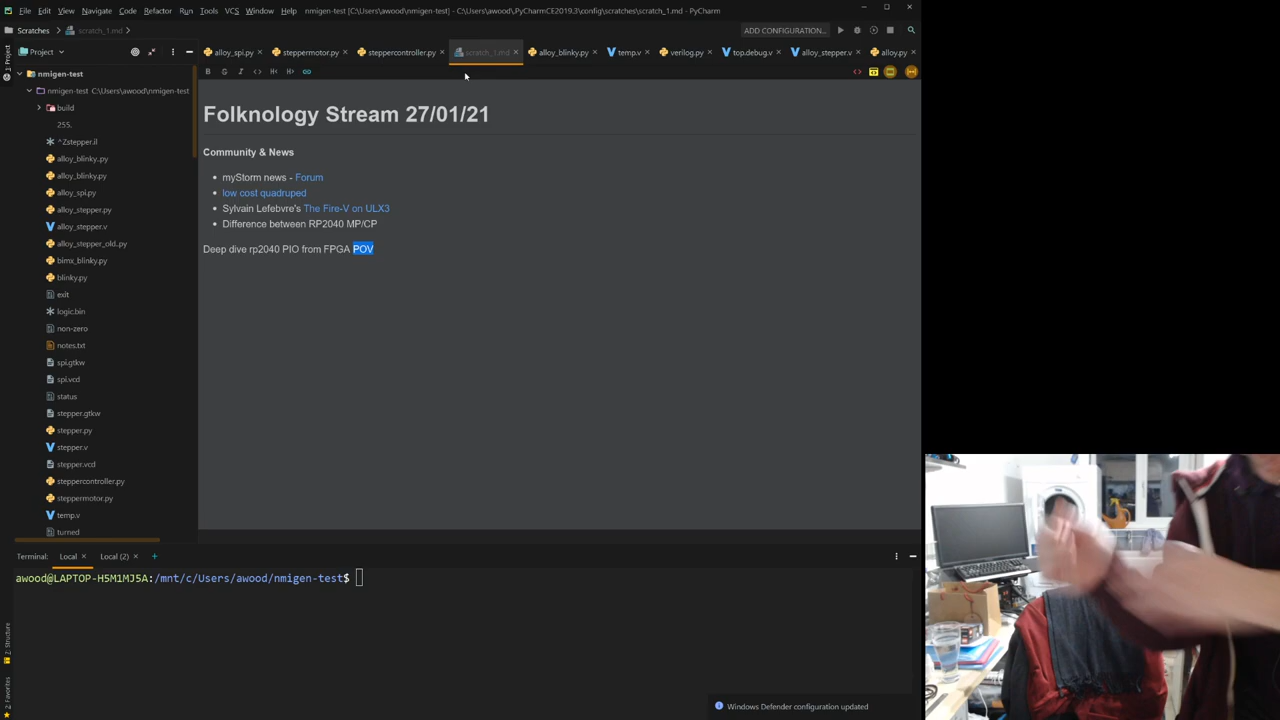 File Edit View Navigate Code Refactor Run Tools VCS Window Help nmigen-test [C:\Users\awood\nmigen-test] - C:\Users\awood\.PyCharmCE2019.3\config\scratches\scratch_1.md - PyCharm
Scratches scratch_1.md ADD CONFIGURATION...
Project alloy_spi.py steppermotor.py steppercontroller.py scratch_1.md alloy_blinky.py temp.v verilog.py top.debug.v alloy_stepper.v alloy.py
1: Project
nmigen-test
nmigen-test C:\Users\awood\nmigen-test
build
255.
^Zstepper.il
alloy_blinky..py
alloy_blinky.py
alloy_spi.py
alloy_stepper.py
alloy_stepper.v
alloy_stepper_old..py
bimx_blinky.py
blinky.py
exit
logic.bin
non-zero
notes.txt
spi.gtkw
spi.vcd
status
stepper.gtkw
stepper.py
stepper.v
stepper.vcd
steppercontroller.py
steppermotor.py
temp.v
turned
Folknology Stream 27/01/21
Community & News
myStorm news - Forum
low cost quadruped
Sylvain Lefebvre's The Fire-V on ULX3
Difference between RP2040 MP/CP
Deep dive rp2040 PIO from FPGA POV
Terminal: Local Local (2)
awood@LAPTOP-H5M1MJ5A:/mnt/c/Users/awood/nmigen-test$
Z: Structure
2: Favorites
Windows Defender configuration updated